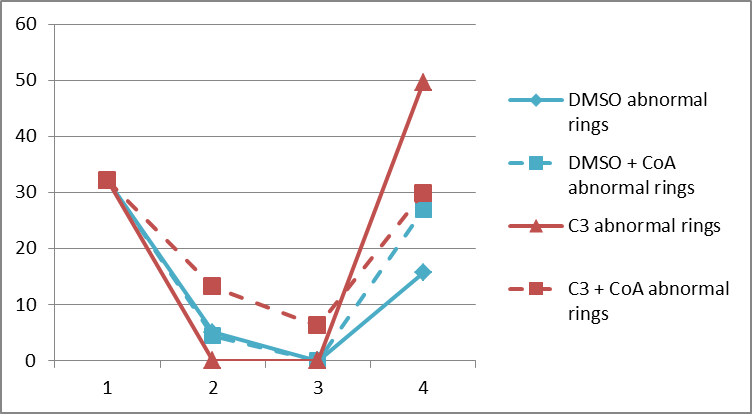 60
50
40
30
20
10
0
1 2 3 4
DMSO abnormal
rings
DMSO + CoA
abnormal rings
C3 abnormal rings
C3 + CoA abnormal
rings